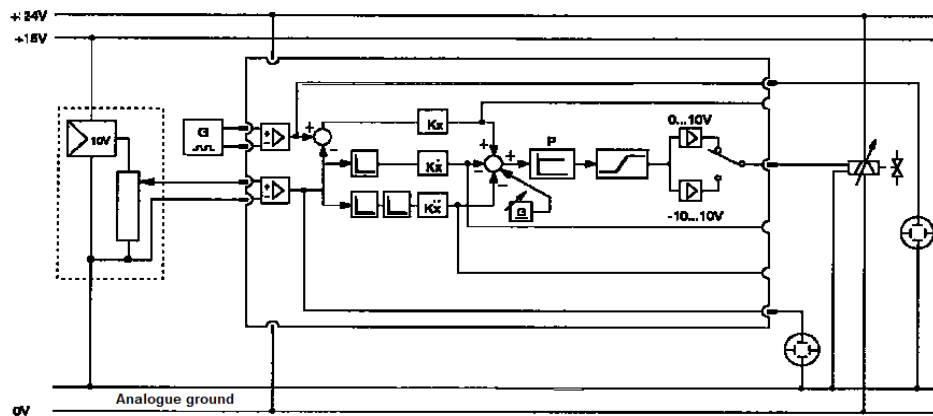 +24V
+15V
10V
G
+
-
Kx
+
P
0...10V
+
-
-
Kẋ
G
Kẍ
-10...10V
Analogue ground
0V